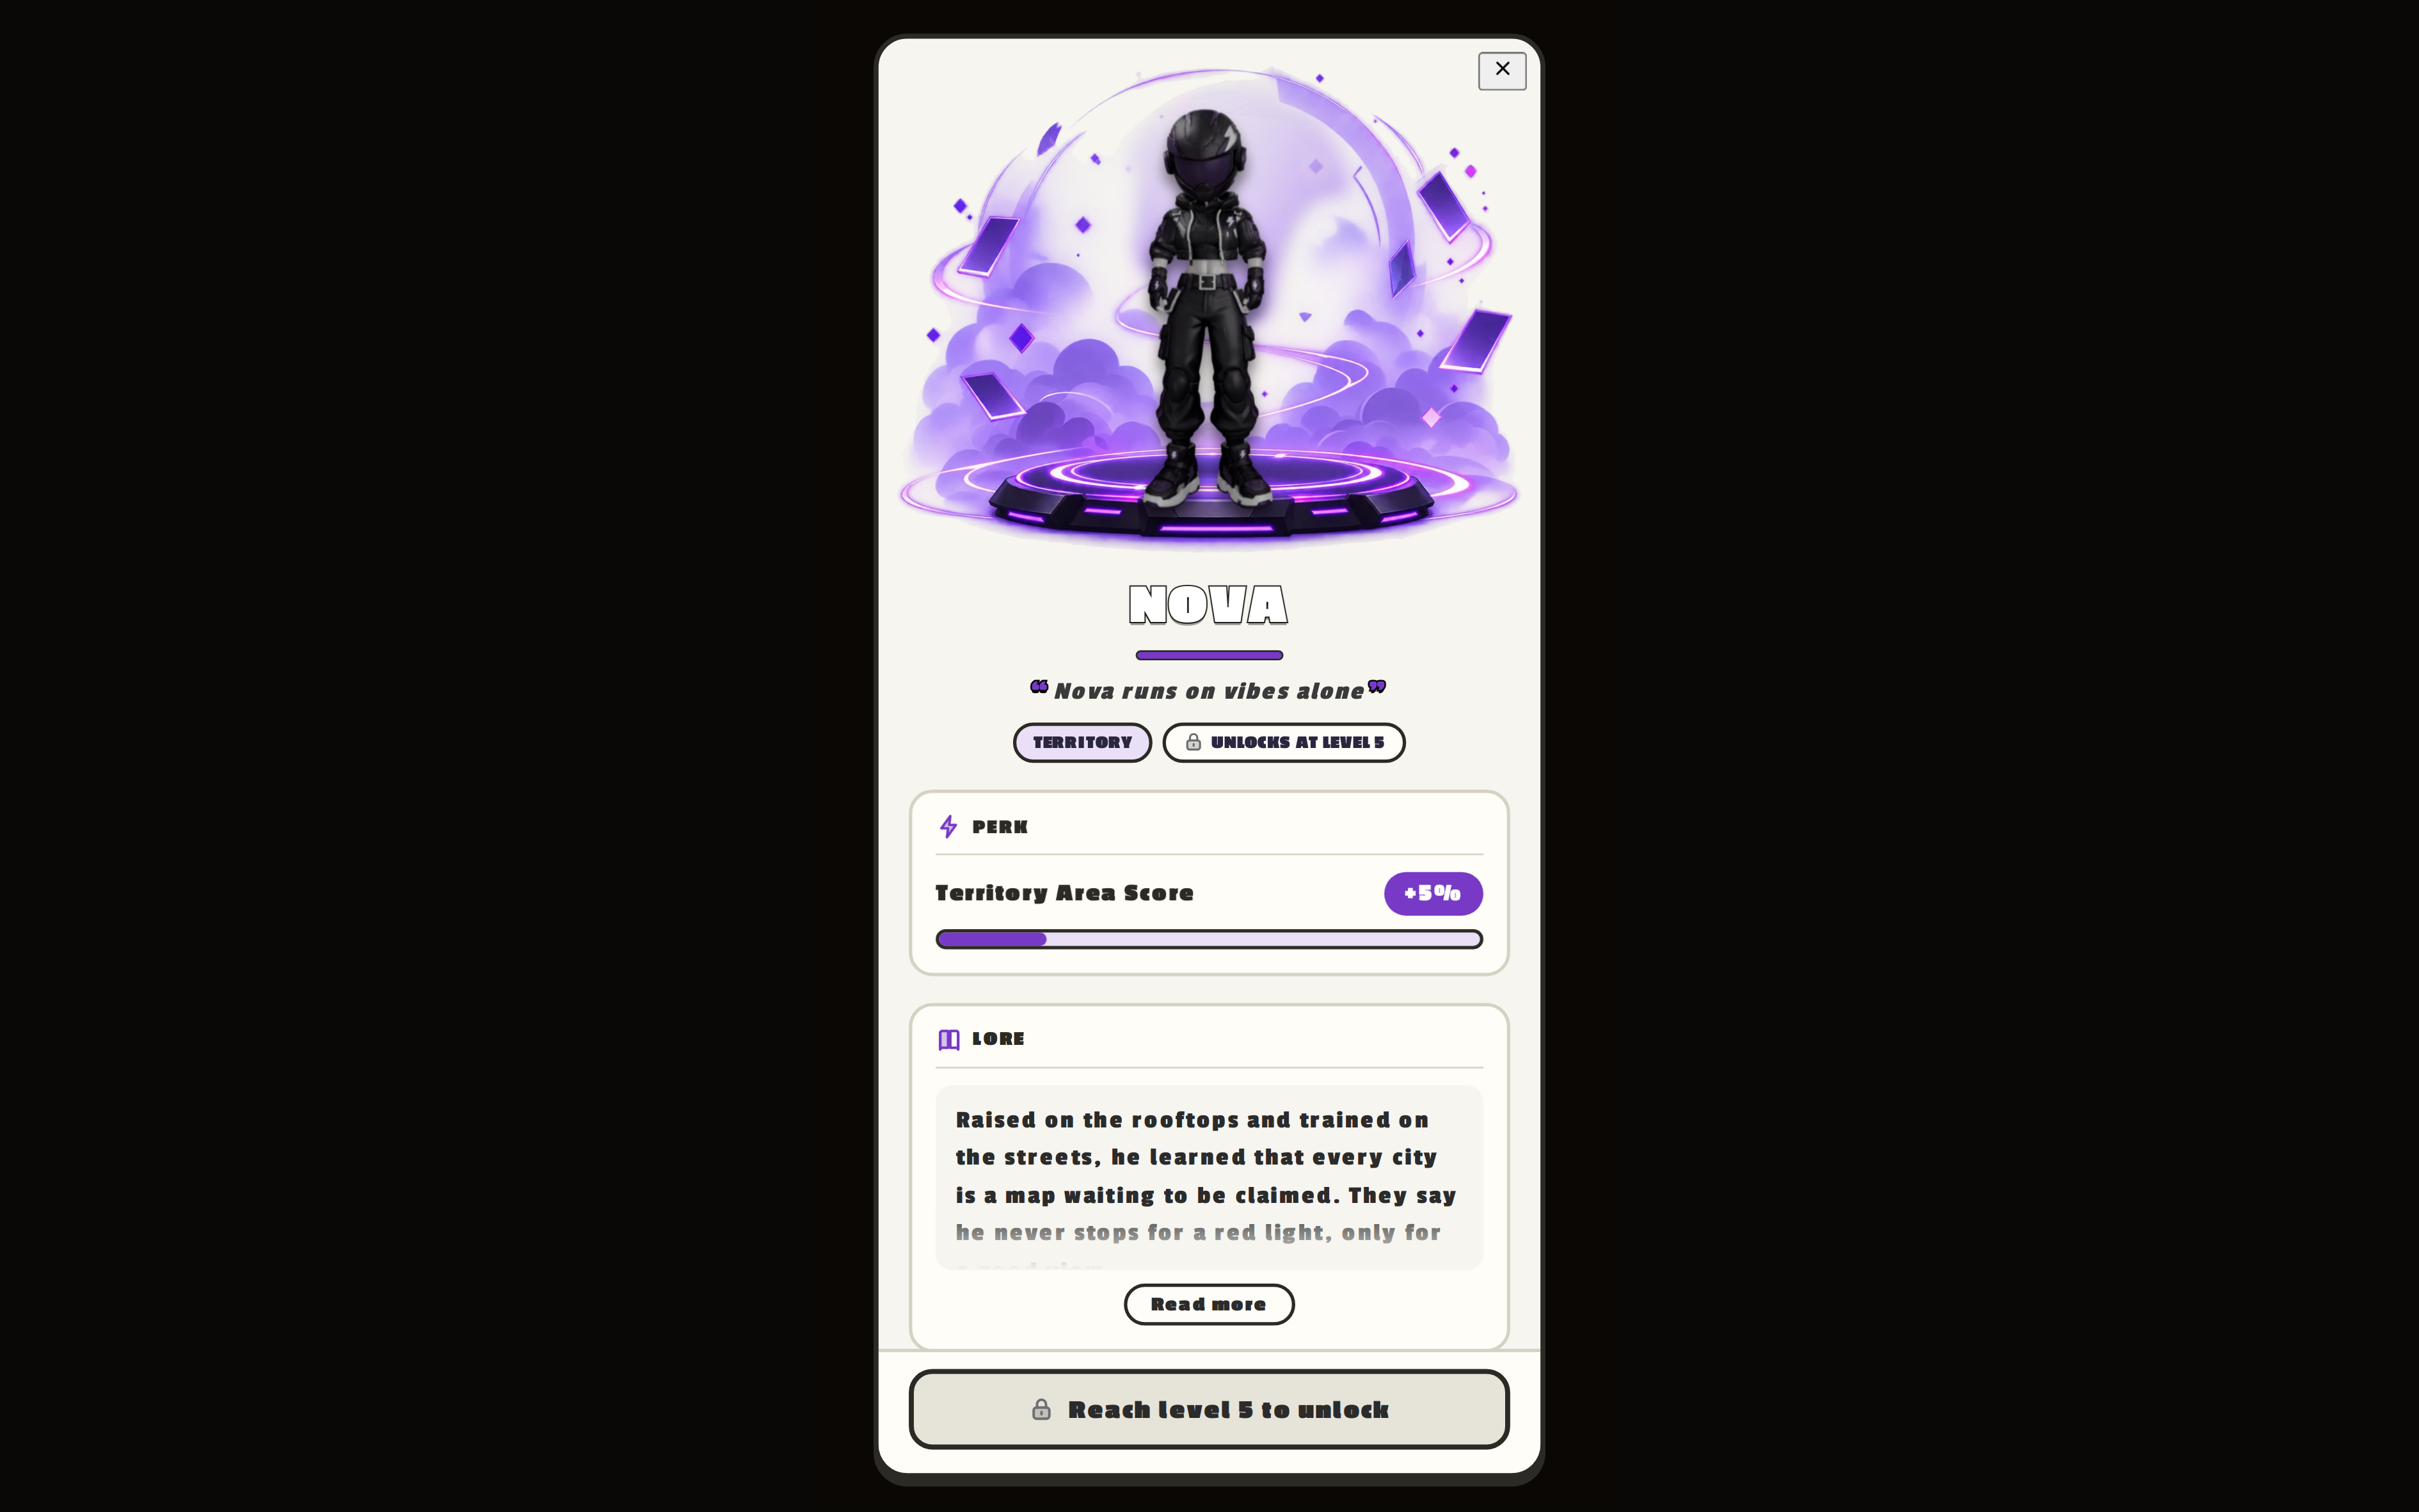 NOVA
❝ Nova runs on vibes alone ❞
TERRITORY
UNLOCKS AT LEVEL 5
PERK
Territory Area Score
+5%
LORE
Raised on the rooftops and trained on
the streets, he learned that every city
is a map waiting to be claimed. They say
he never stops for a red light, only for
Read more
Reach level 5 to unlock